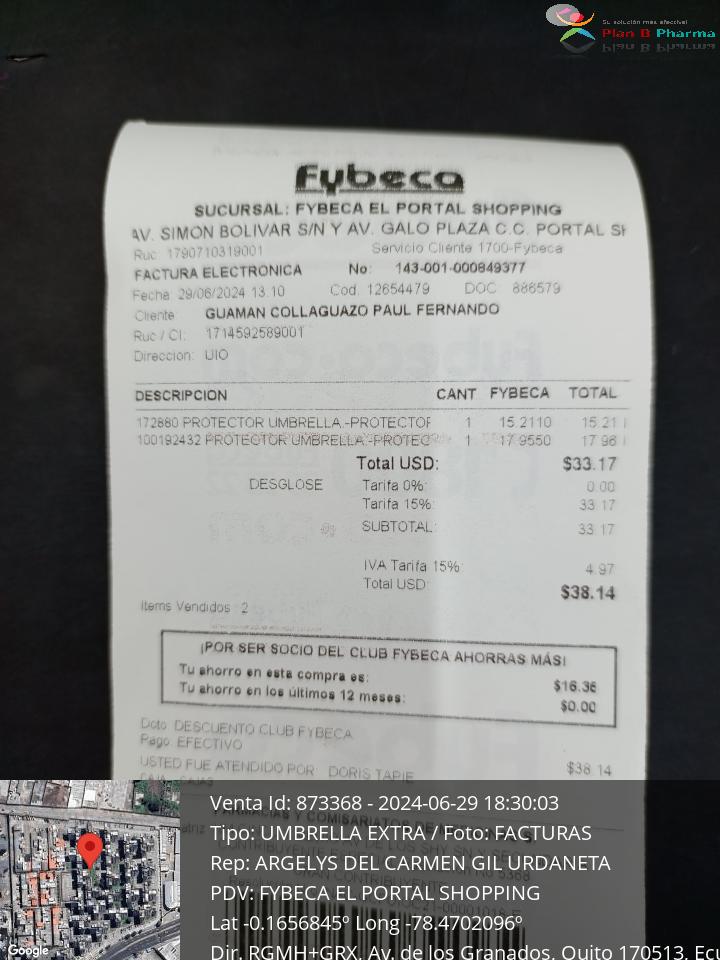 Su solución más efectiva!
Plan B Pharma
Fybeca
SUCURSAL: FYBECA EL PORTAL SHOPPING
AV. SIMON BOLIVAR S/N Y AV. GALO PLAZA C.C. PORTAL SH
Ruc: 1790710319001 Servicio Cliente 1700-Fybeca
FACTURA ELECTRONICA No: 143-001-000849377
Fecha: 29/06/2024 13.10 Cod. 12654479 DOC: 886579
Cliente GUAMAN COLLAGUAZO PAUL FERNANDO
Ruc / CI: 1714592589001
Direccion: UIO
DESCRIPCION CANT FYBECA TOTAL
172880 PROTECTOR UMBRELLA.-PROTECTOR 1 15.2110 15.21
100192432 PROTECTOR UMBRELLA.-PROTEC 1 17.9550 17.96
Total USD: $33.17
DESGLOSE Tarifa 0%: 0.00
Tarifa 15%: 33.17
SUBTOTAL: 33.17
IVA Tarifa 15%: 4.97
Total USD: $38.14
Items Vendidos: 2
¡POR SER SOCIO DEL CLUB FYBECA AHORRAS MÁS!
Tu ahorro en esta compra es: $16.36
Tu ahorro en los últimos 12 meses: $0.00
Dcto. DESCUENTO CLUB FYBECA
Pago: EFECTIVO $38.14
USTED FUE ATENDIDO POR: DORIS TAPIE
Venta Id: 873368 - 2024-06-29 18:30:03
Tipo: UMBRELLA EXTRA / Foto: FACTURAS
Rep: ARGELYS DEL CARMEN GIL URDANETA
PDV: FYBECA EL PORTAL SHOPPING
Lat -0.1656845º Long -78.4702096º
Dir. RGMH+GRX, Av. de los Granados, Quito 170513, Ecu
Google